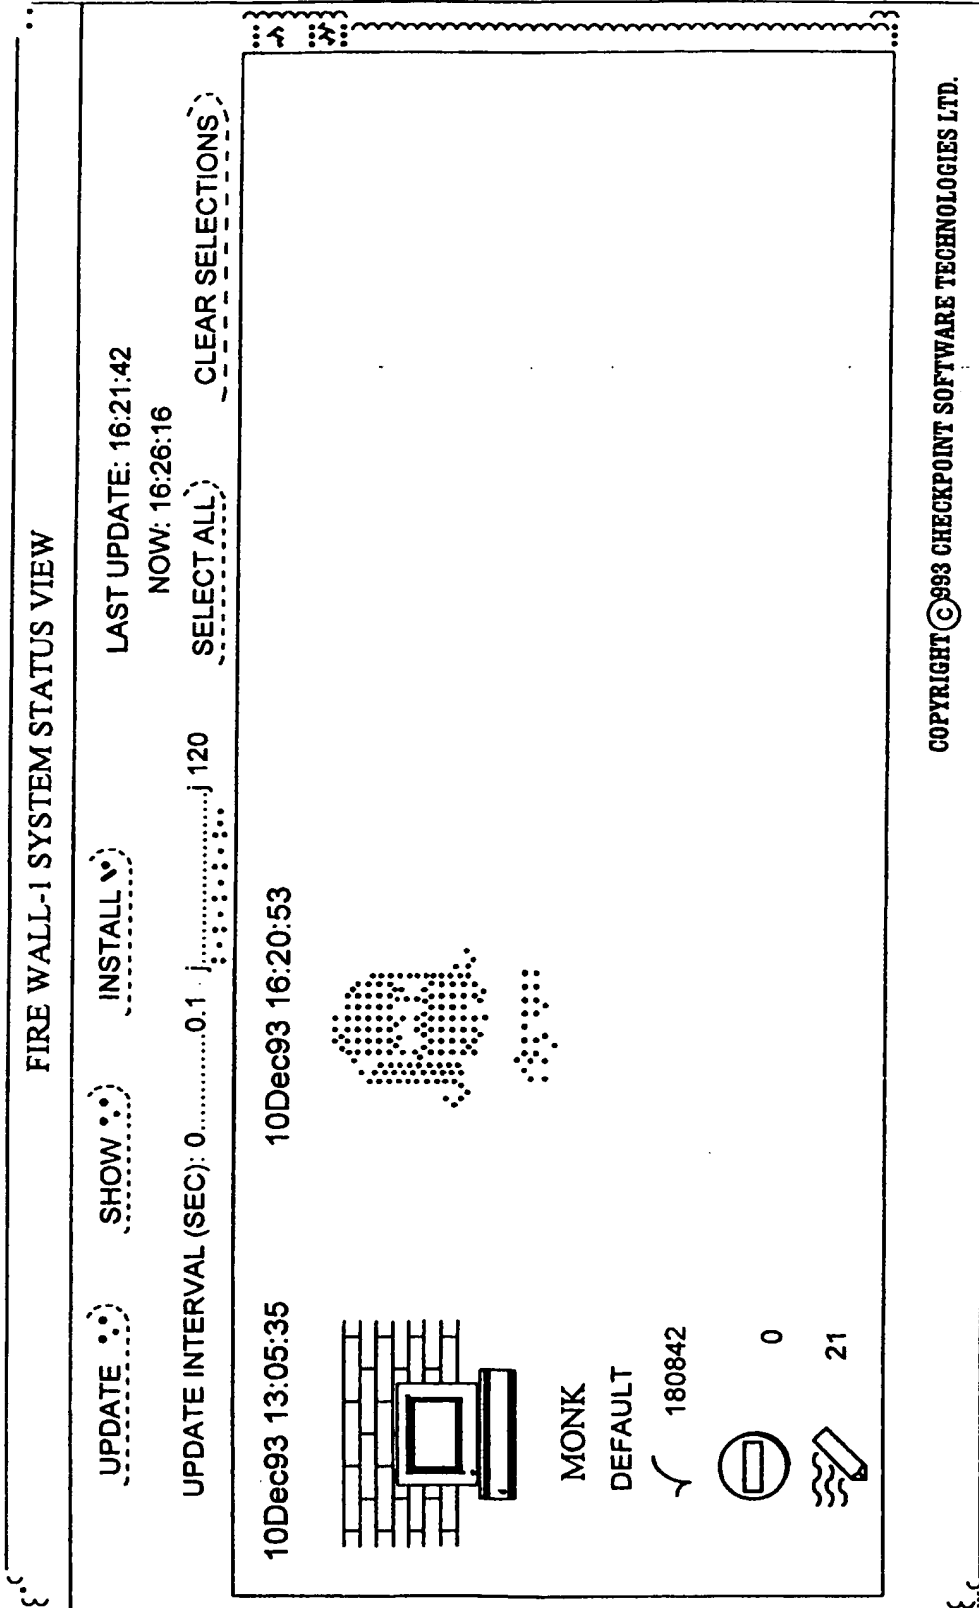 FIRE WALL-1 SYSTEM STATUS VIEW
UPDATE SHOW INSTALL LAST UPDATE: 16:21:42
NOW: 16:26:16
UPDATE INTERVAL (SEC): 0............0.1 j....................j 120 SELECT ALL CLEAR SELECTIONS
10Dec93 13:05:35 10Dec93 16:20:53
MONK
DEFAULT
180842
0
21
COPYRIGHT©993 CHECKPOINT SOFTWARE TECHNOLOGIES LTD.